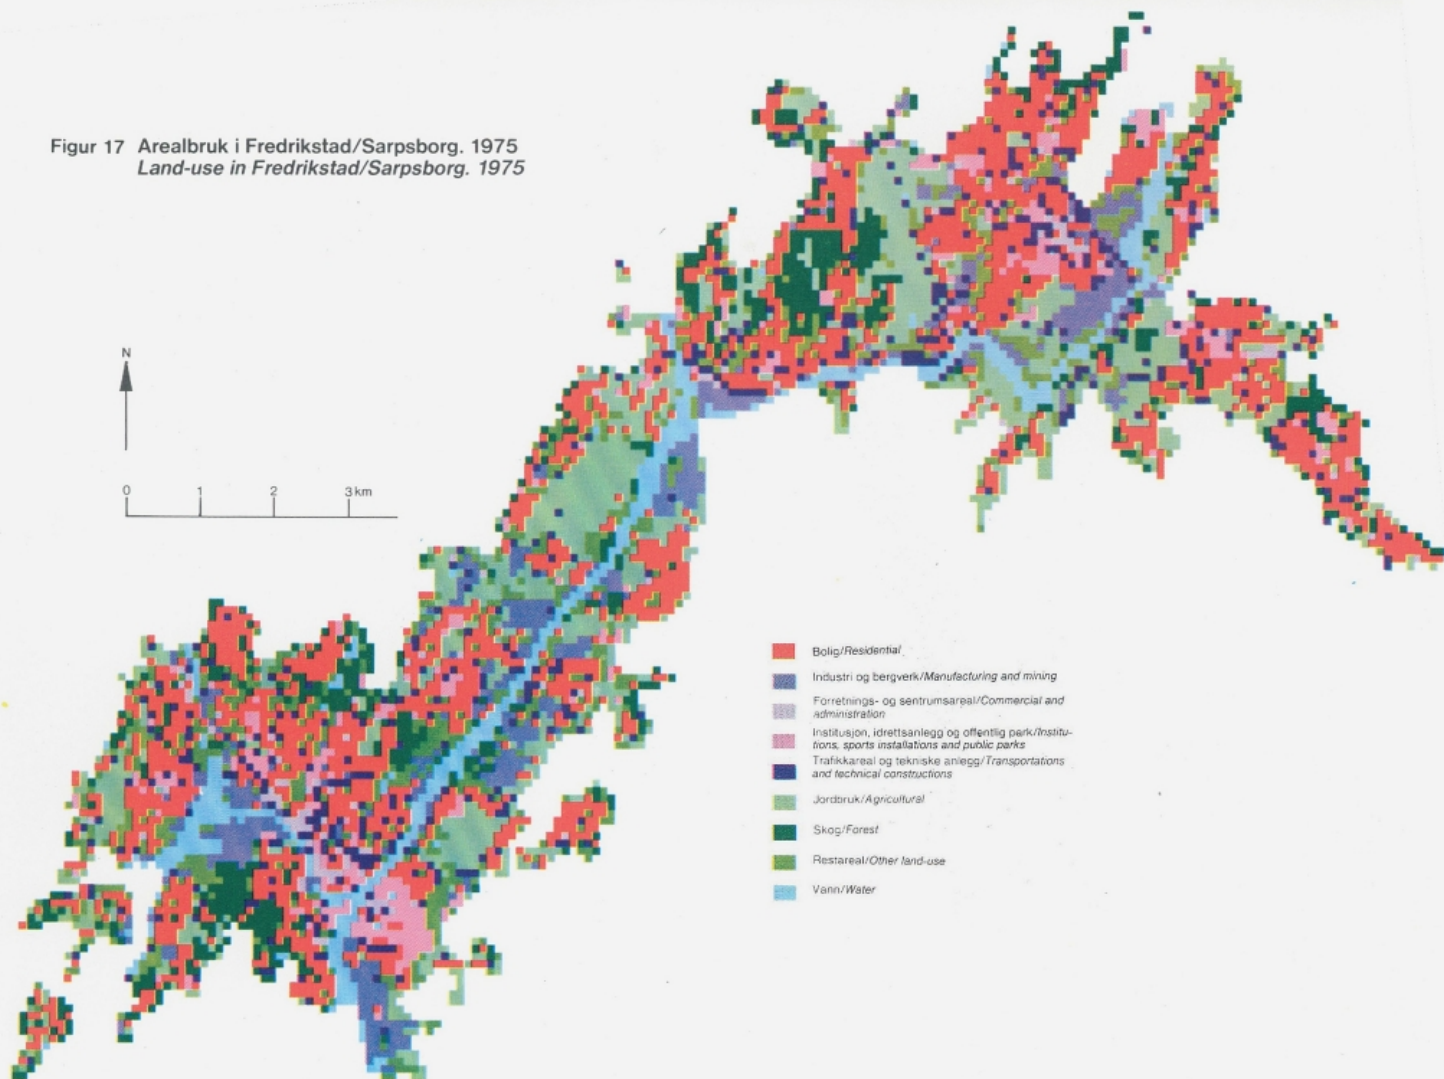 Figur 17 Arealbruk i Fredrikstad/Sarpsborg. 1975
Land-use in Fredrikstad/Sarpsborg. 1975
N
0 1 2 3 km
Bolig/Residential
Industri og bergverk/Manufacturing and mining
Forretnings- og sentrumsareal/Commercial and
administration
Institusjon, idrettsanlegg og offentlig park/Institu-
tions, sports installations and public parks
Trafikkareal og tekniske anlegg/Transportations
and technical constructions
Jordbruk/Agricultural
Skog/Forest
Restareal/Other land-use
Vann/Water